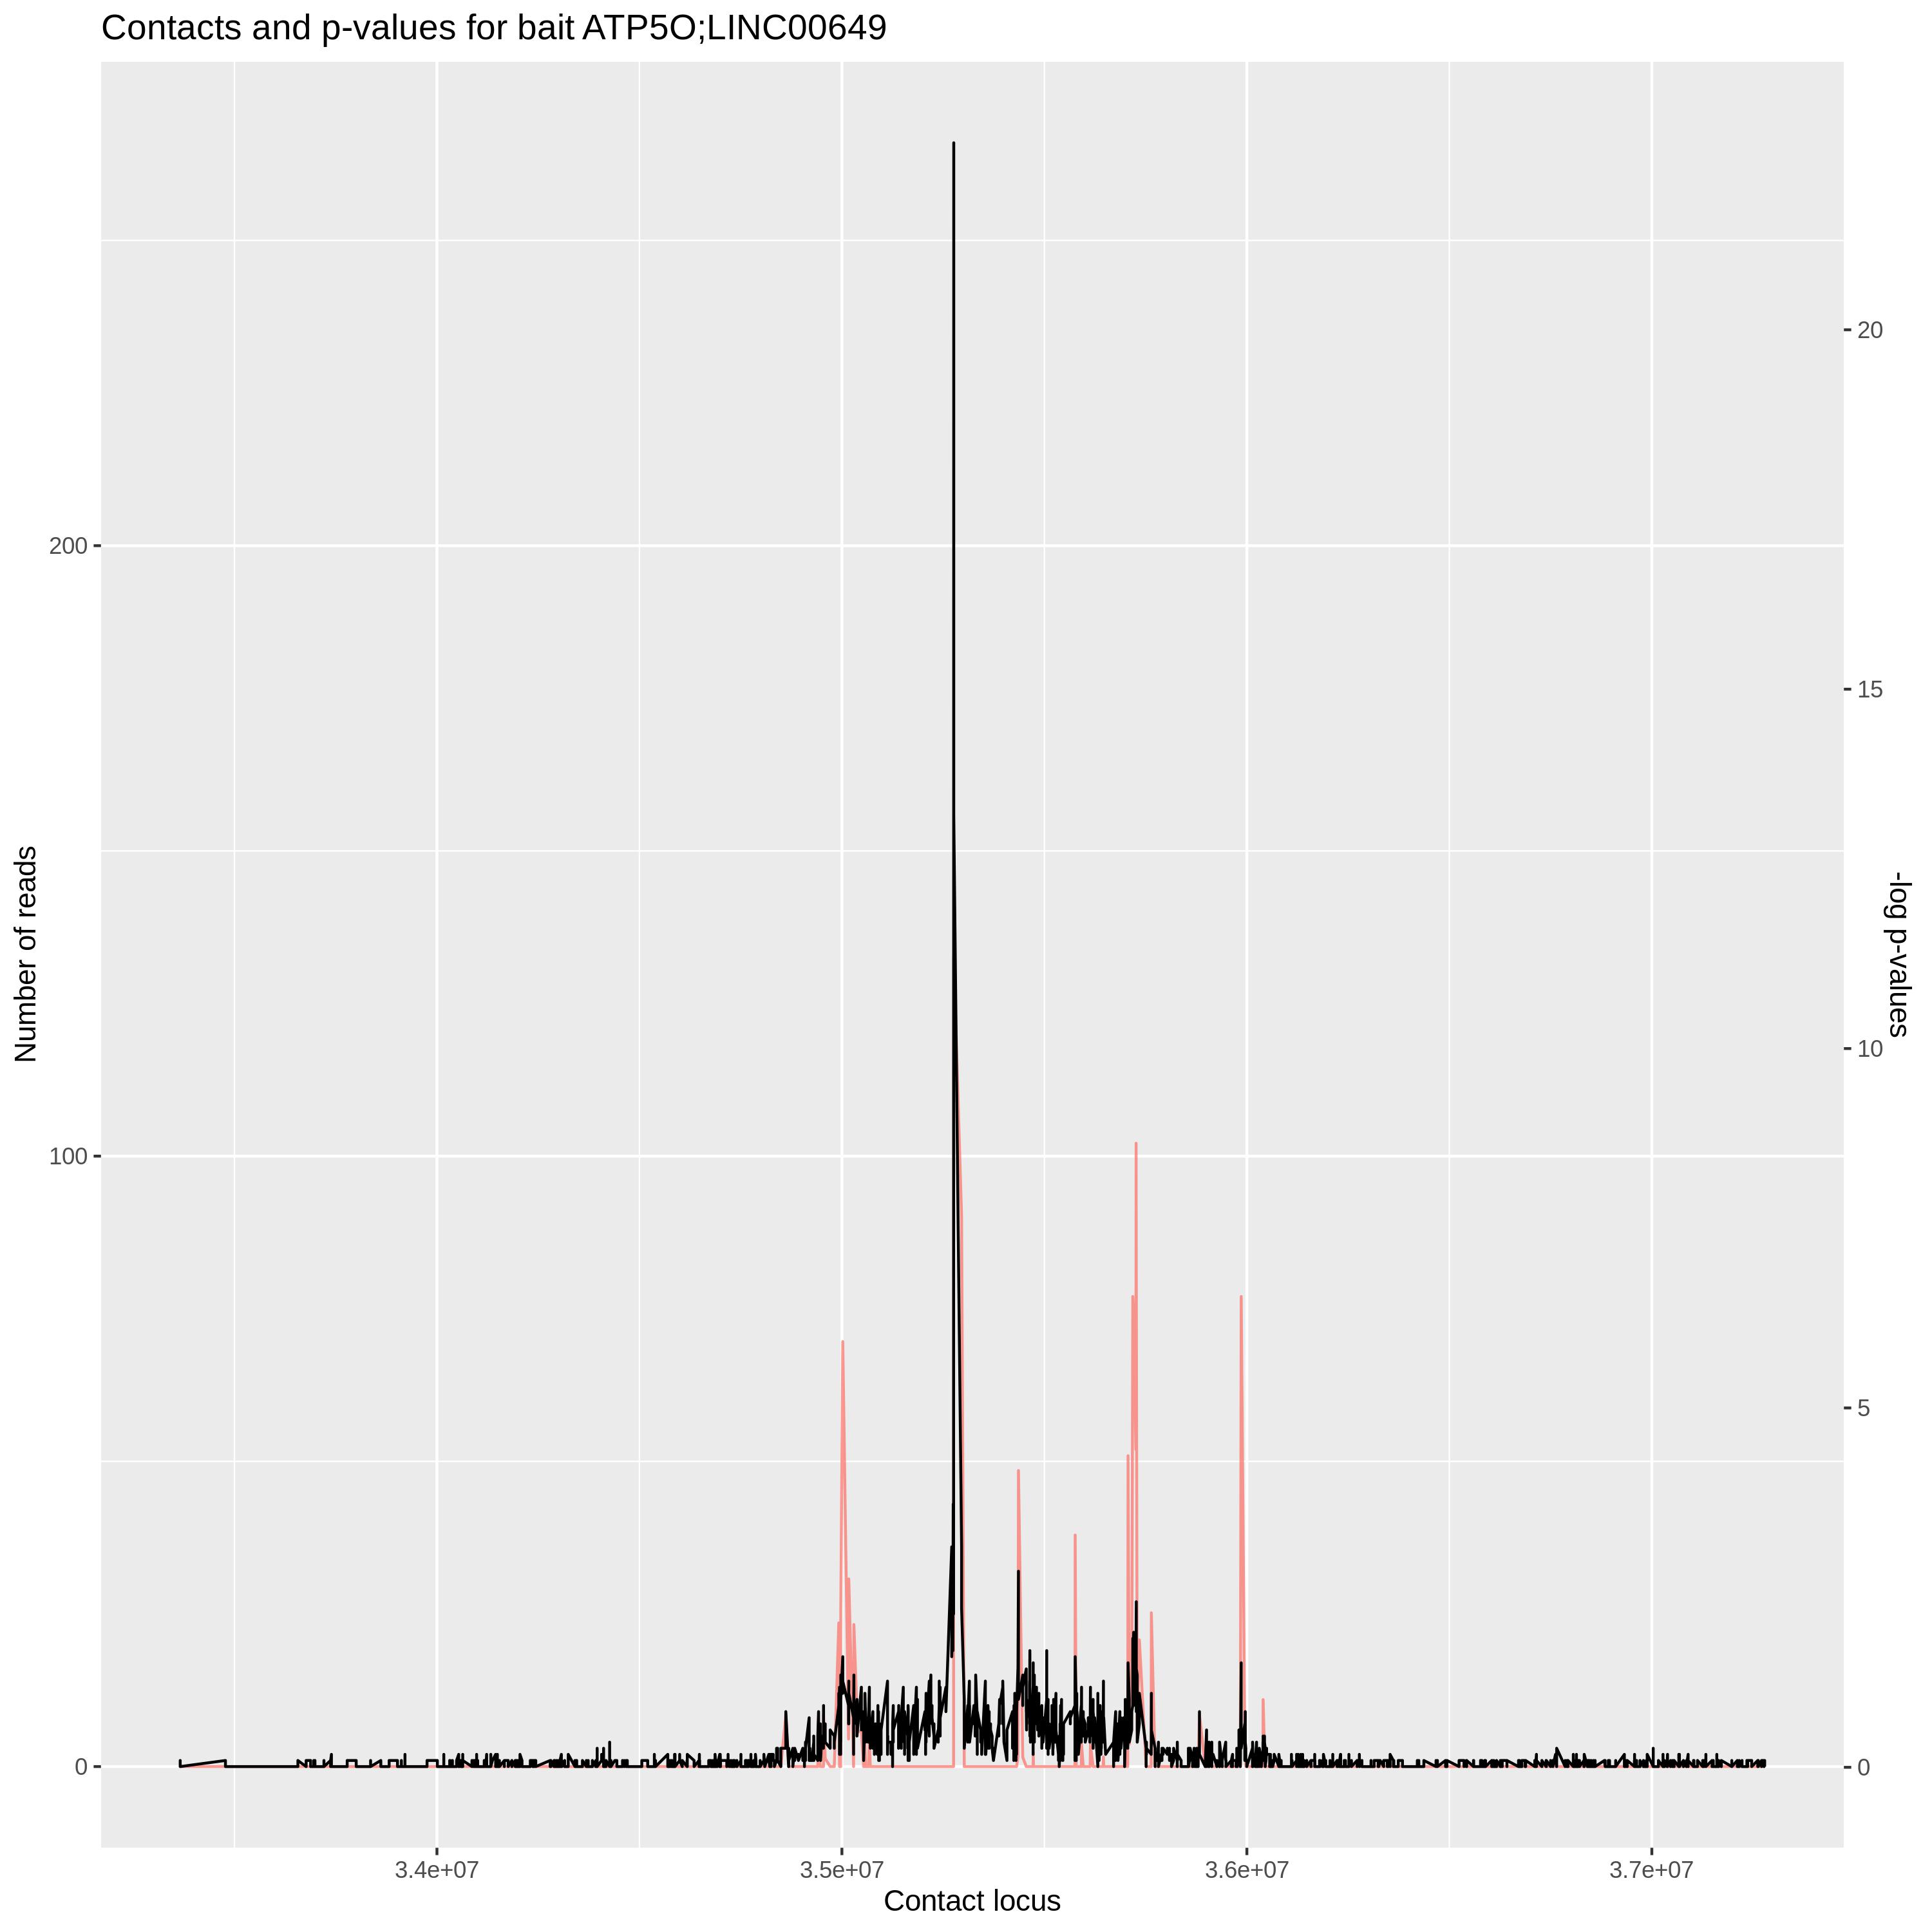 Contacts and p-values for bait ATP5O;LINC00649
Number of reads
200
100
0
20
15
10
5
0
-log p-values
3.4e+07
3.5e+07
3.6e+07
3.7e+07
Contact locus